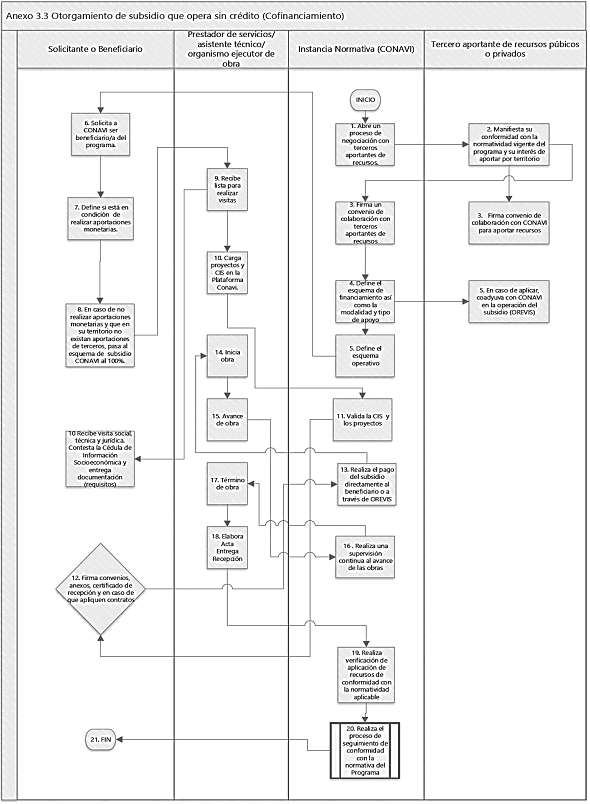 Anexo 3.3 Otorgamiento de subsidio que opera sin crédito (Cofinanciamiento)
Solicitante o Beneficiario
Prestador de servicios/
asistente técnico/
organismo ejecutor de
obra
Instancia Normativa (CONAVI)
Tercero aportante de recursos púbicos
o privados
INICIO
1. Abre un
proceso de
negociación con
terceros
aportantes de
recursos.
2. Manifiesta su
conformidad con la
normatividad vigente del
programa y su interés de
aportar por territorio
3. Firma un
convenio de
colaboración con
terceros
aportantes de
recursos
3. Firma convenio de
colaboración con CONAVI
para aportar recursos
4. Define el
esquema de
financiamiento así
como la
modalidad y tipo
de apoyo
5. En caso de aplicar,
coadyuva con CONAVI
en la operación del
subsidio (OREVIS)
5. Define el
esquema
operativo
6. Solicita a
CONAVI ser
beneficiario/a del
programa.
7. Define si está en
condición de
realizar aportaciones
monetarias.
8. En caso de no
realizar aportaciones
monetarias y que en
su territorio no
existan aportaciones
de terceros, pasa al
esquema de subsidio
CONAVI al 100%.
9. Recibe
lista para
realizar
visitas
10. Carga
proyectos y
CIS en la
Plataforma
Conavi.
10 Recibe visita social,
técnica y jurídica.
Contesta la Cédula de
Información
Socioeconómica y
entrega
documentación
(requisitos)
11. Valida la CIS y
los proyectos
12. Firma convenios,
anexos, certificado de
recepción y en caso de
que apliquen contratos
13. Realiza el pago
del subsidio
directamente al
beneficiario o a
través de OREVIS
14. Inicia
obra
15. Avance
de obra
16. Realiza una
supervisión
continua al avance
de las obras
17. Término
de obra
18. Elabora
Acta
Entrega
Recepción
19. Realiza
verificación de
aplicación de
recursos de
conformidad con
la normatividad
aplicable
20. Realiza el
proceso de
seguimiento de
conformidad
con la
normativa del
Programa
21. FIN